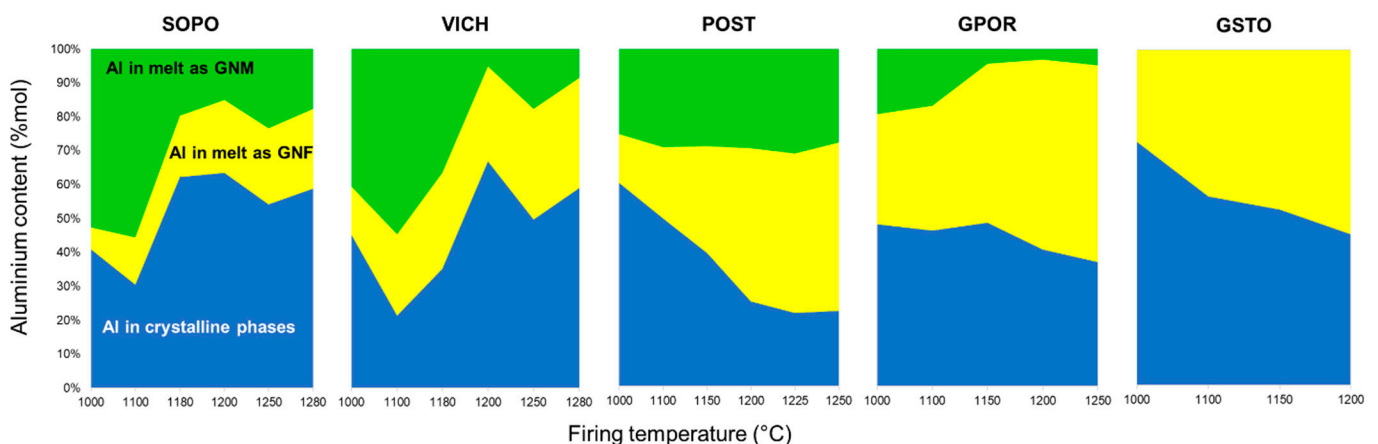 SOPO
VICH
POST
GPOR
GSTO
Aluminium content (%mol)
100%
90%
80%
70%
60%
50%
40%
30%
20%
10%
0%
Al in melt as GNM
Al in melt as GNF
Al in crystalline phases
1000 1100 1180 1200 1250 1280
1000 1100 1180 1200 1250 1280
1000 1100 1150 1200 1225 1250
1000 1100 1150 1200 1250
1000 1100 1150 1200
Firing temperature (°C)